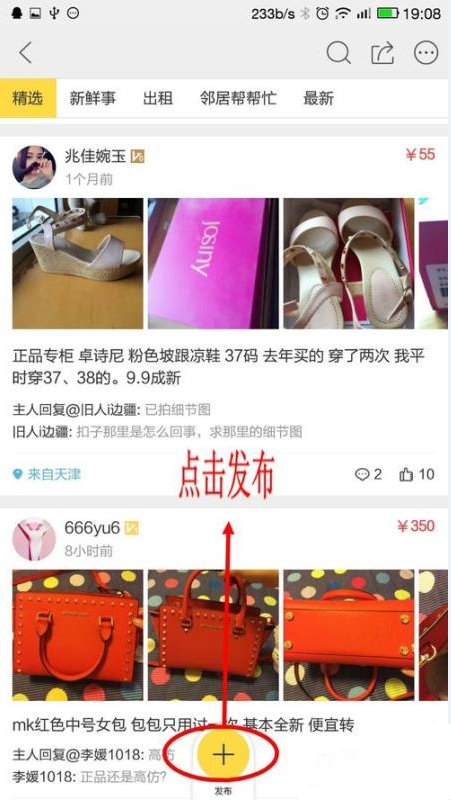 233b/s 19:08
精选 新鲜事 出租 邻居帮帮忙 最新
兆佳婉玉 ￥55
1个月前
Josiny
正品专柜 卓诗尼 粉色坡跟凉鞋 37码 去年买的 穿了两次 我平
时穿37、38的。9.9成新
主人回复@旧人i边疆: 已拍细节图
旧人i边疆: 扣子那里是怎么回事，求那里的细节图
来自天津 2 10
点击发布
666yu6 ￥350
8小时前
mk红色中号女包 包包只用过一次 基本全新 便宜转
主人回复@李媛1018: 高仿
李媛1018: 正品还是高仿?
发布